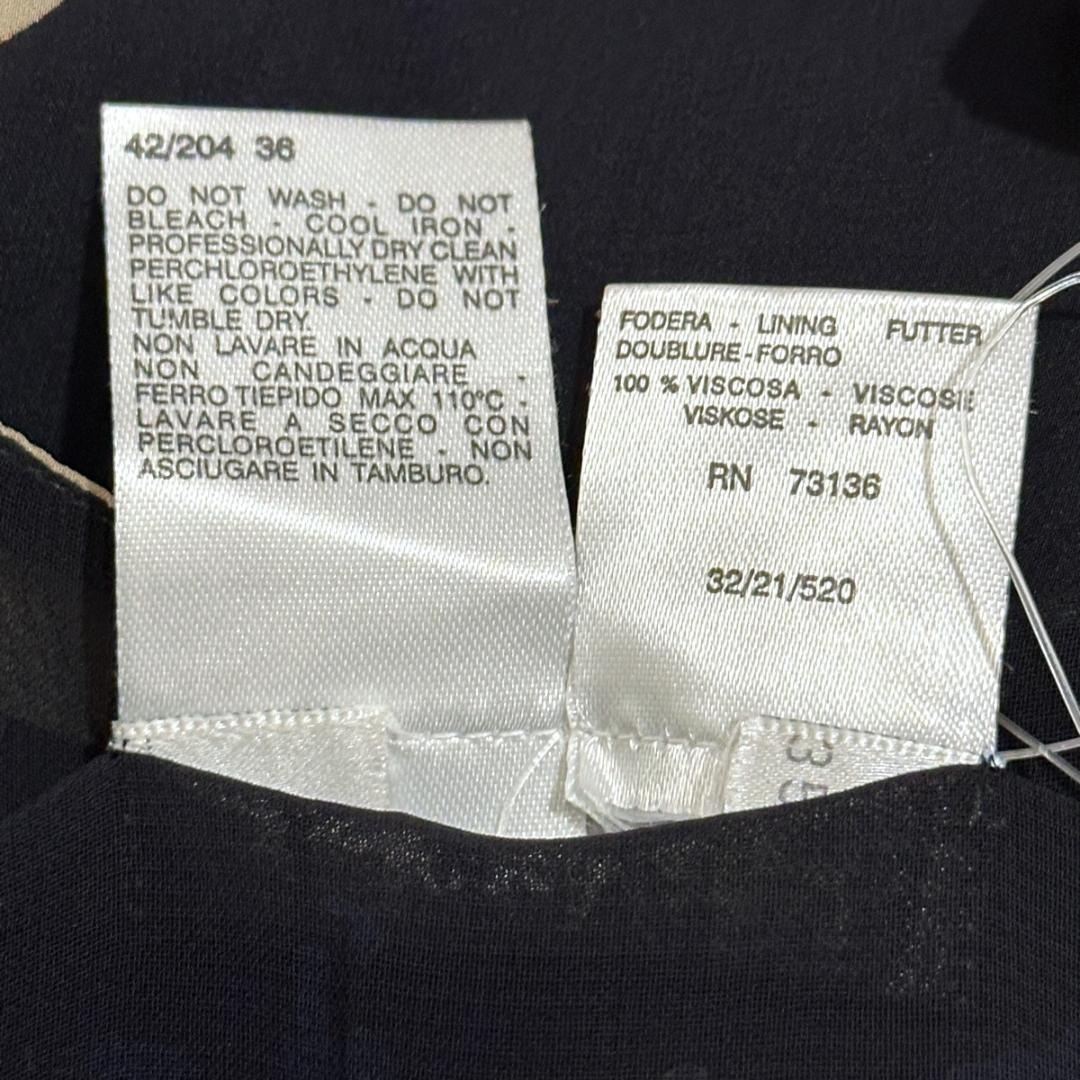 42/204 36
DO NOT WASH - DO NOT
BLEACH - COOL IRON -
PROFESSIONALLY DRY CLEAN
PERCHLOROETHYLENE WITH
LIKE COLORS - DO NOT
TUMBLE DRY.
NON LAVARE IN ACQUA
NON CANDEGGIARE -
FERRO TIEPIDO MAX 110°C -
LAVARE A SECCO CON
PERCLOROETILENE - NON
ASCIUGARE IN TAMBURO.
FODERA - LINING FUTTER
DOUBLURE - FORRO
100 % VISCOSA - VISCOSE
VISKOSE - RAYON
RN 73136
32/21/520
35